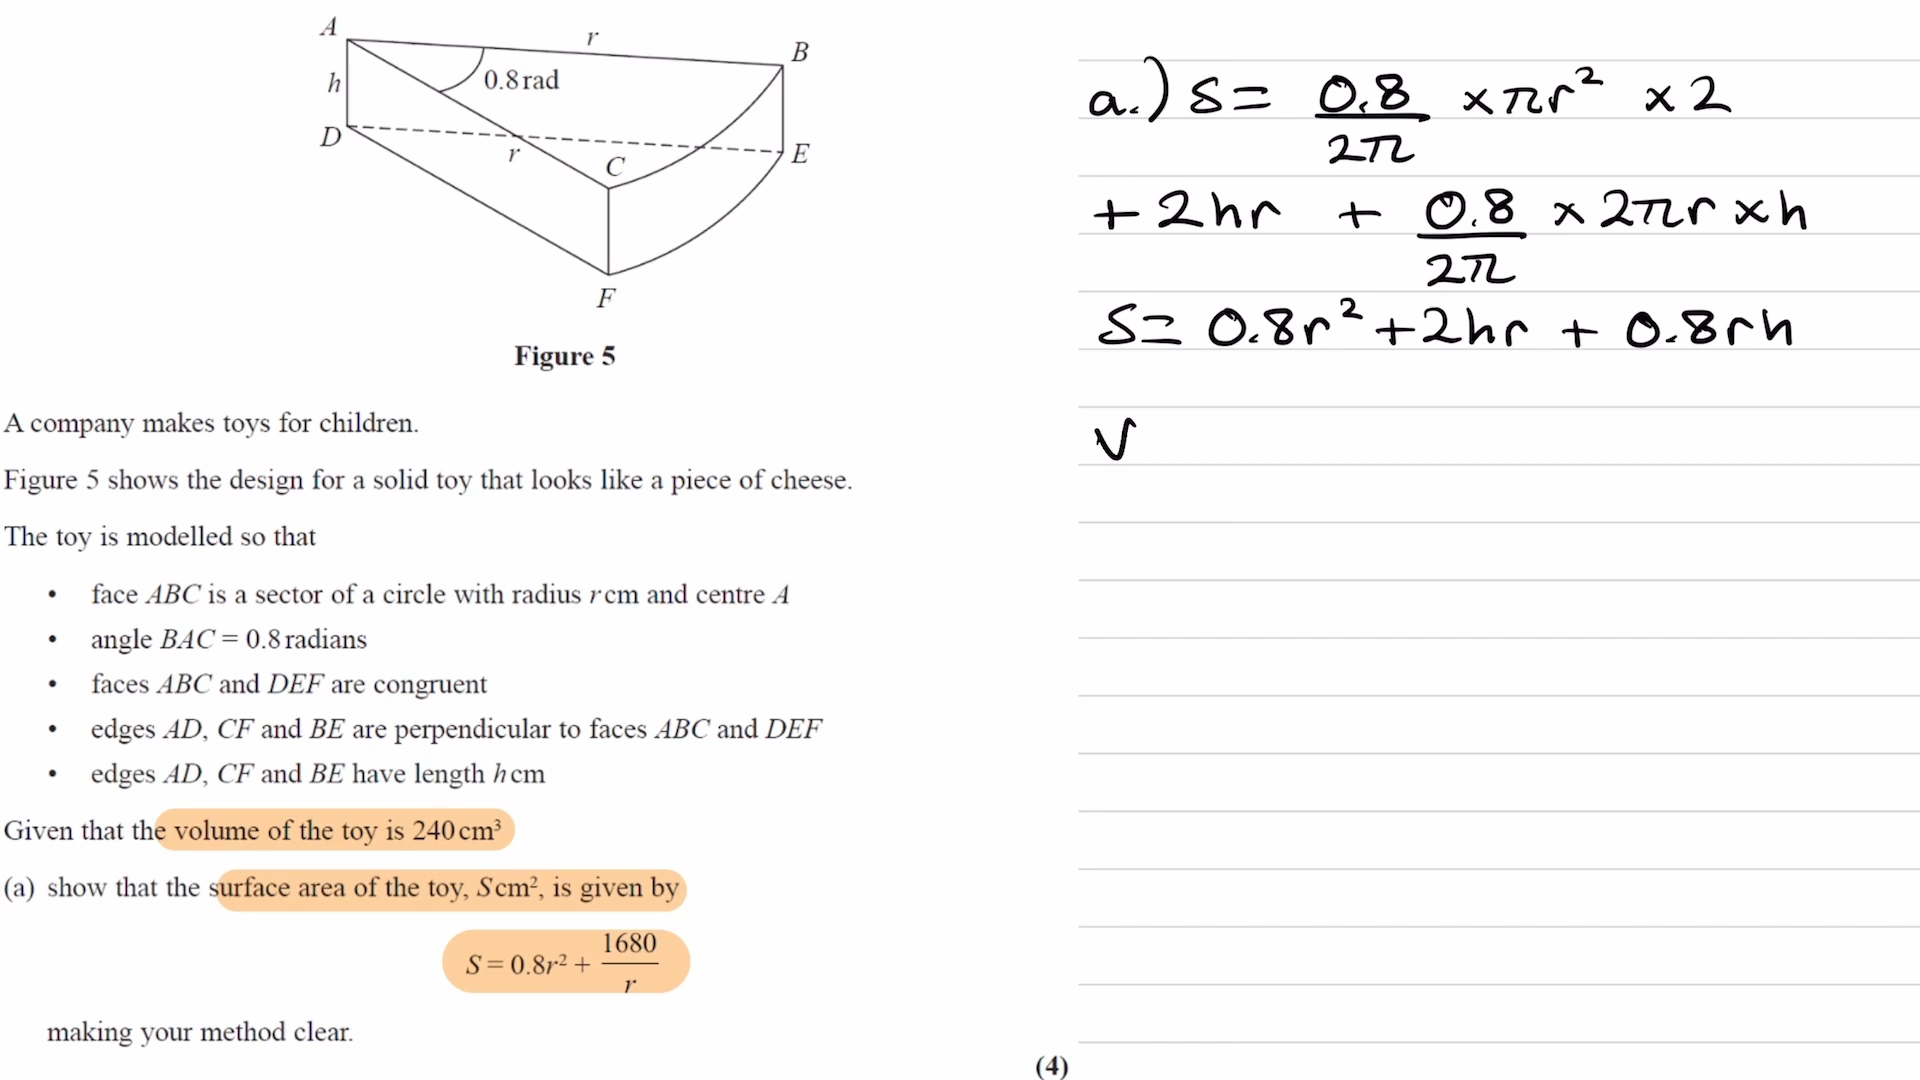 A
r
B
h
0.8 rad
D
r
C
E
F
Figure 5
A company makes toys for children.
Figure 5 shows the design for a solid toy that looks like a piece of cheese.
The toy is modelled so that
• face ABC is a sector of a circle with radius r cm and centre A
• angle BAC = 0.8 radians
• faces ABC and DEF are congruent
• edges AD, CF and BE are perpendicular to faces ABC and DEF
• edges AD, CF and BE have length h cm
Given that the volume of the toy is 240 cm³
(a) show that the surface area of the toy, S cm², is given by
S = 0.8r² + 1680/r
making your method clear.
(4)
a.) S = 0.8/2π × πr² × 2
+ 2hr + 0.8/2π × 2πr × h
S = 0.8r² + 2hr + 0.8rh
V